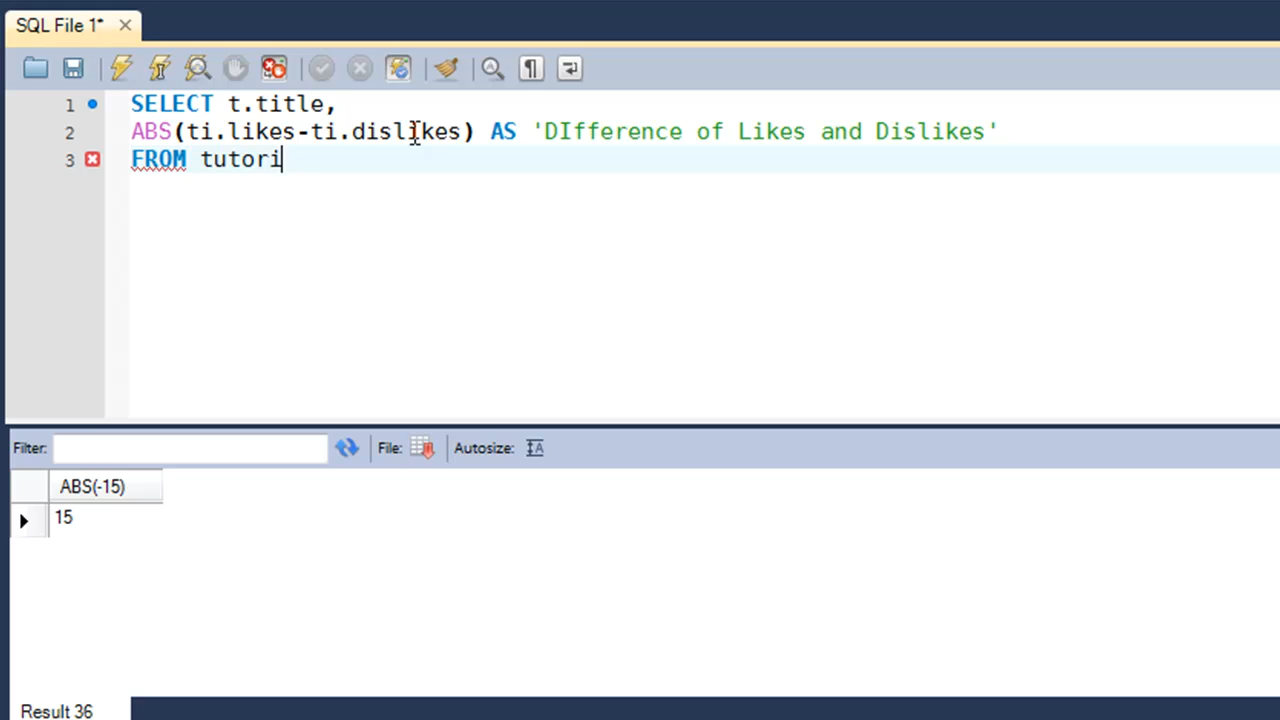 SQL File 1*
1 SELECT t.title,
2 ABS(ti.likes-ti.dislikes) AS 'DIfference of Likes and Dislikes'
3 FROM tutori
Filter: File: Autosize:
ABS(-15)
15
Result 36